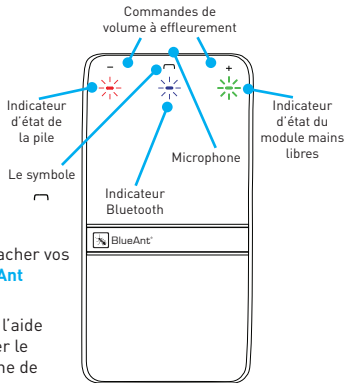 Commandes de
volume à effleurement
−
+
Indicateur
d'état de
la pile
Indicateur
d'état du
module mains
libres
Microphone
Le symbole
Indicateur
Bluetooth
BlueAnt®
acher vos
Ant
l'aide
er le
ne de